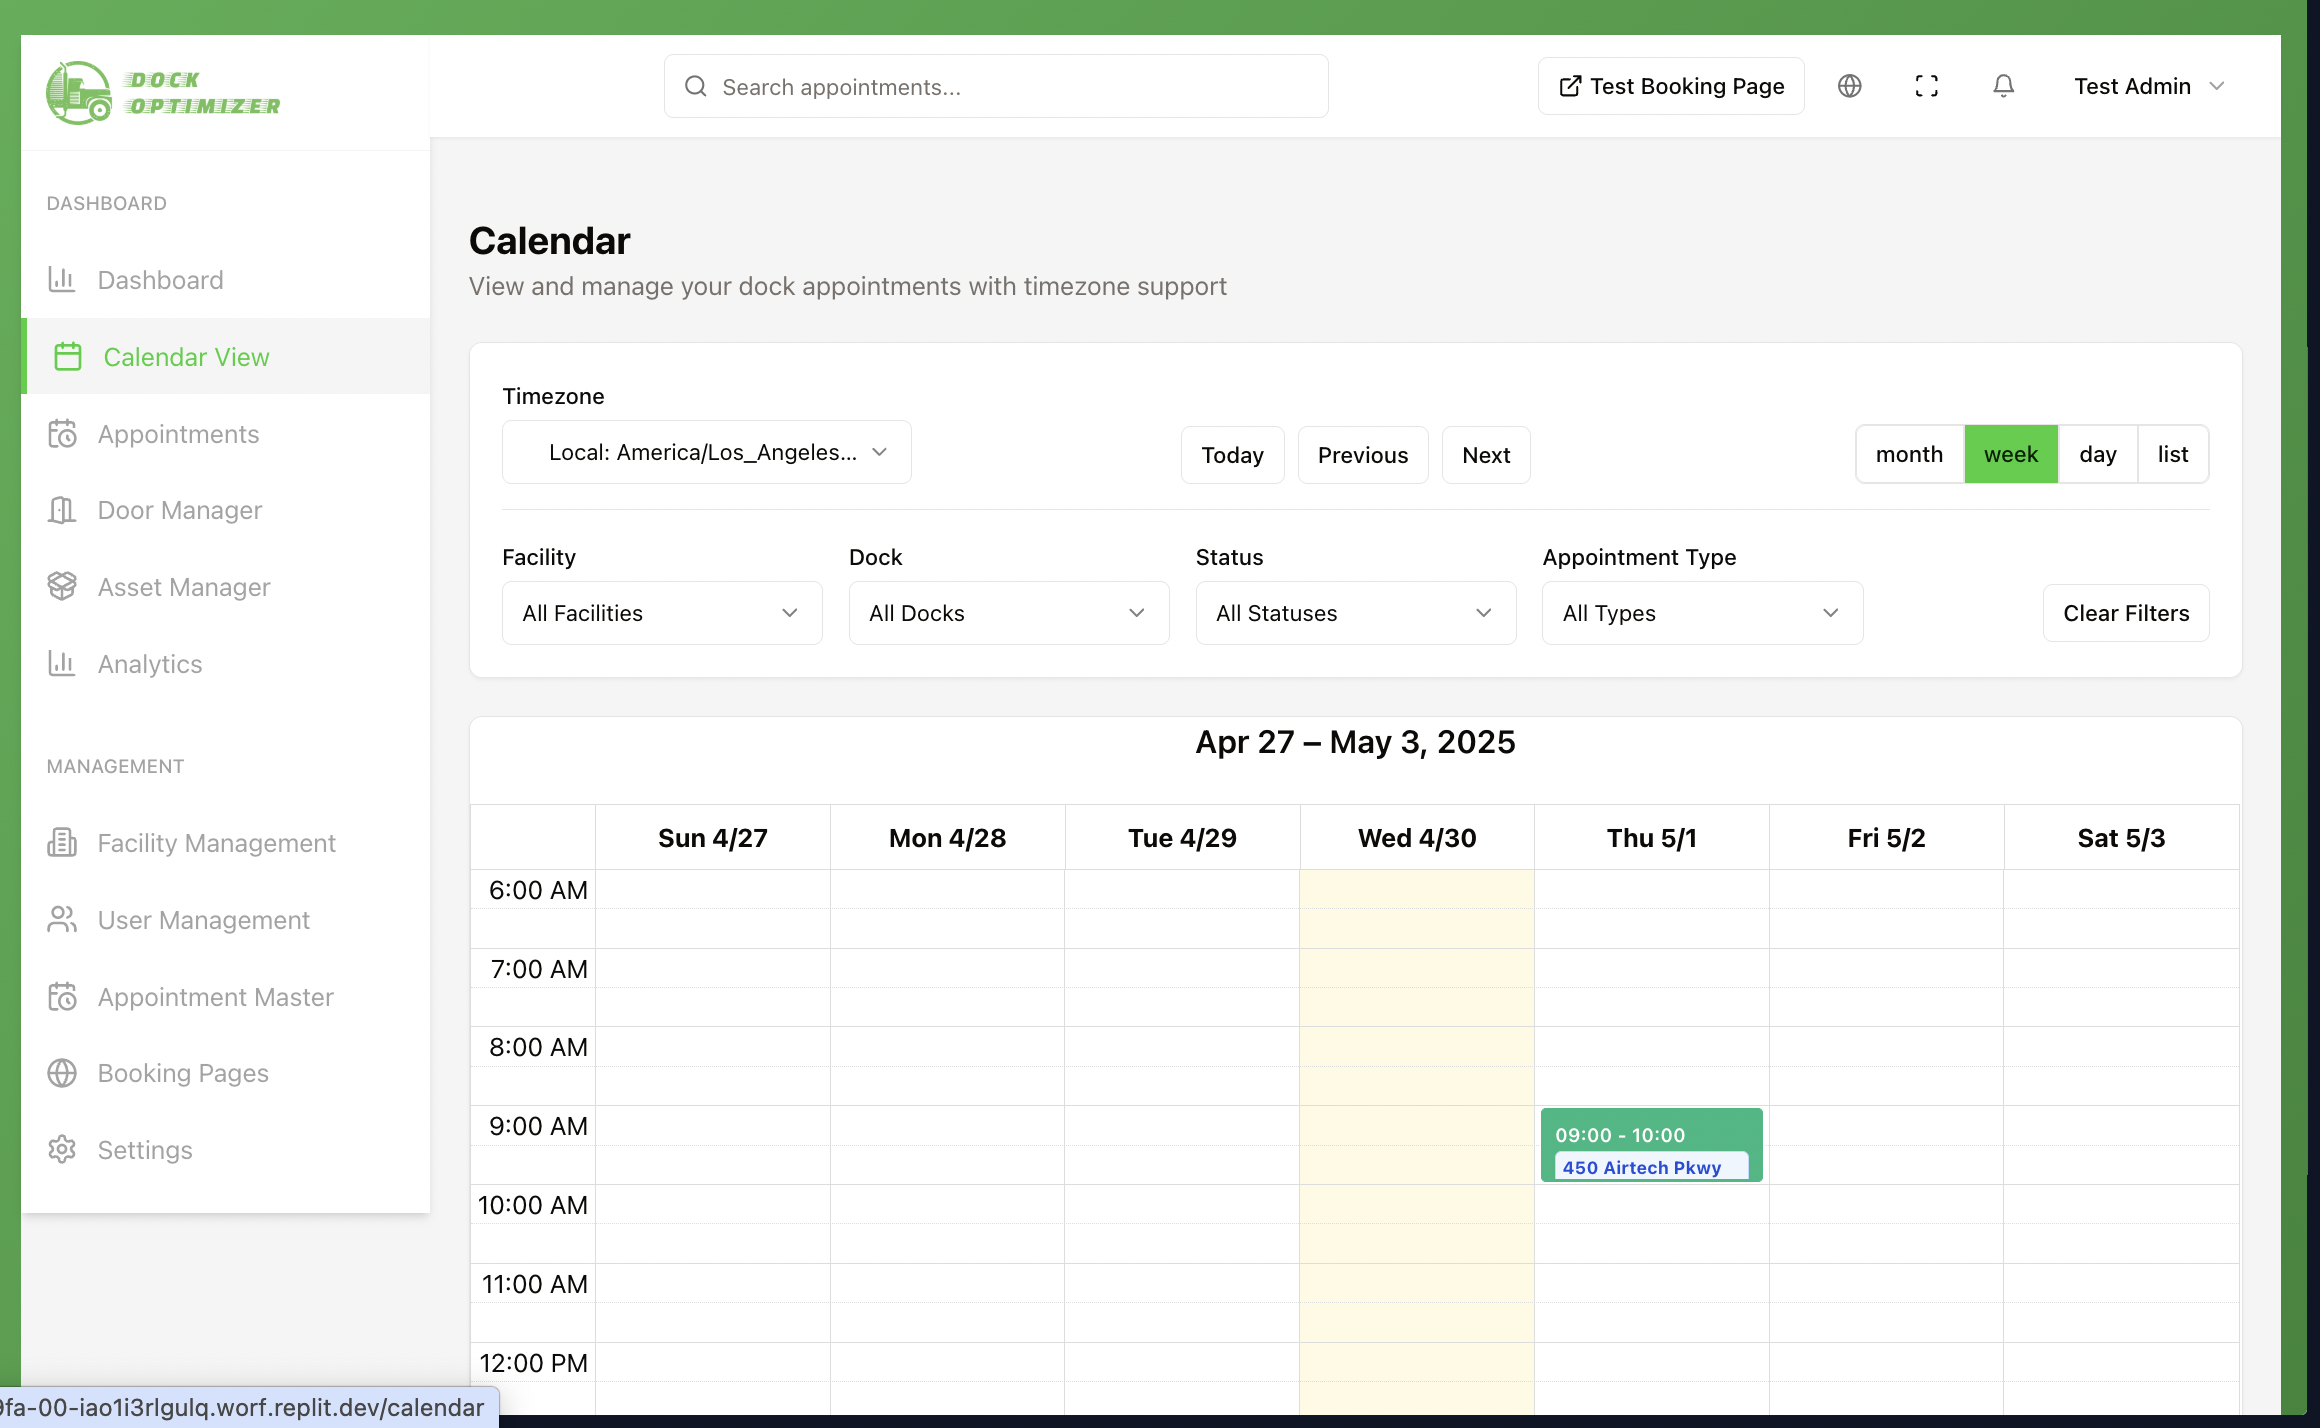 DOCK
OPTIMIZER
Search appointments...
Test Booking Page
Test Admin
DASHBOARD
Dashboard
Calendar View
Appointments
Door Manager
Asset Manager
Analytics
MANAGEMENT
Facility Management
User Management
Appointment Master
Booking Pages
Settings
Calendar
View and manage your dock appointments with timezone support
Timezone
Local: America/Los_Angeles...
Today
Previous
Next
month
week
day
list
Facility
Dock
Status
Appointment Type
All Facilities
All Docks
All Statuses
All Types
Clear Filters
Apr 27 – May 3, 2025
Sun 4/27
Mon 4/28
Tue 4/29
Wed 4/30
Thu 5/1
Fri 5/2
Sat 5/3
6:00 AM
7:00 AM
8:00 AM
9:00 AM
09:00 - 10:00
450 Airtech Pkwy
10:00 AM
11:00 AM
12:00 PM
9fa-00-iao1i3rlgulq.worf.replit.dev/calendar